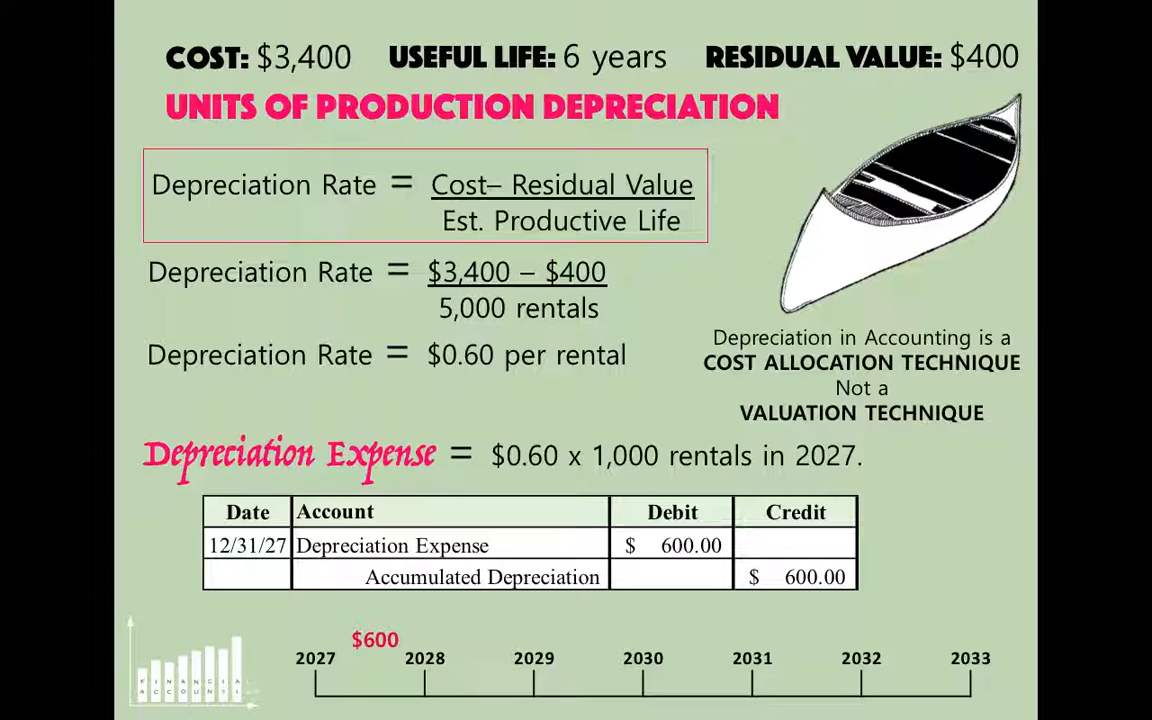 COST: $3,400 USEFUL LIFE: 6 years RESIDUAL VALUE: $400
UNITS OF PRODUCTION DEPRECIATION
Depreciation Rate = Cost– Residual Value
Est. Productive Life
Depreciation Rate = $3,400 – $400
5,000 rentals
Depreciation Rate = $0.60 per rental
Depreciation in Accounting is a
COST ALLOCATION TECHNIQUE
Not a
VALUATION TECHNIQUE
Depreciation Expense = $0.60 x 1,000 rentals in 2027.
Date Account Debit Credit
12/31/27 Depreciation Expense $ 600.00
Accumulated Depreciation $ 600.00
$600
2027 2028 2029 2030 2031 2032 2033
FINANCIAL
ACCOUNTI